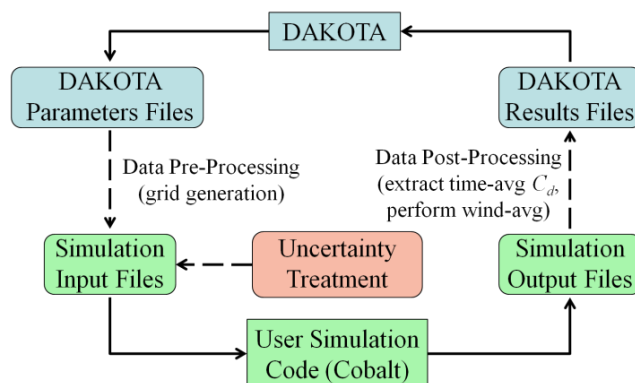 DAKOTA
DAKOTA
Parameters Files
DAKOTA
Results Files
Data Pre-Processing
(grid generation)
Data Post-Processing
(extract time-avg C_d,
perform wind-avg)
Simulation
Input Files
Uncertainty
Treatment
Simulation
Output Files
User Simulation
Code (Cobalt)